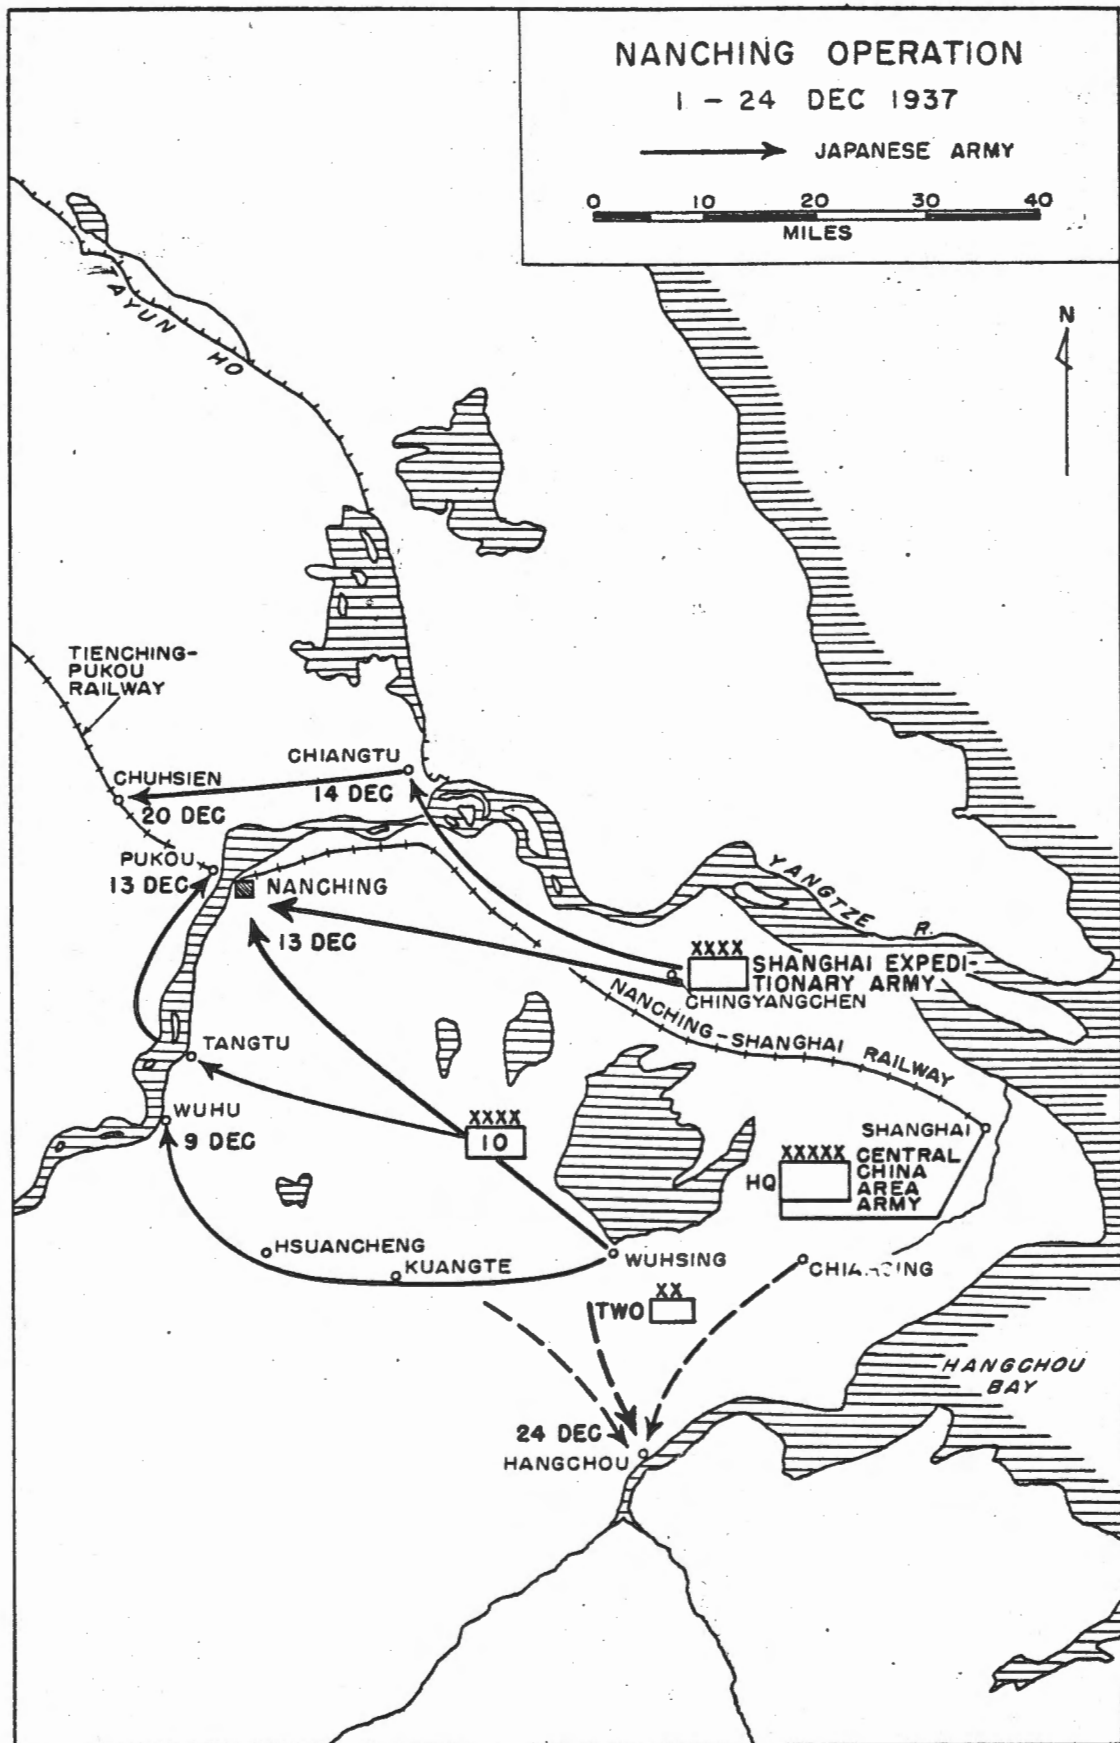 NANCHING OPERATION
1 – 24 DEC 1937
JAPANESE ARMY
0 10 20 30 40
MILES
N
TAYUN HO
TIENCHING-
PUKOU
RAILWAY
CHIANGTU
14 DEC
CHUHSIEN
20 DEC
PUKOU
13 DEC
NANCHING
13 DEC
YANGTZE R.
XXXX
SHANGHAI EXPEDI-
TIONARY ARMY
CHINGYANGCHEN
NANCHING-SHANGHAI RAILWAY
TANGTU
WUHU
9 DEC
XXXX
10
SHANGHAI
XXXXX
HQ
CENTRAL
CHINA
AREA
ARMY
HSUANCHENG
KUANGTE
WUHSING
XX
TWO
HANGCHOU
BAY
24 DEC
HANGCHOU